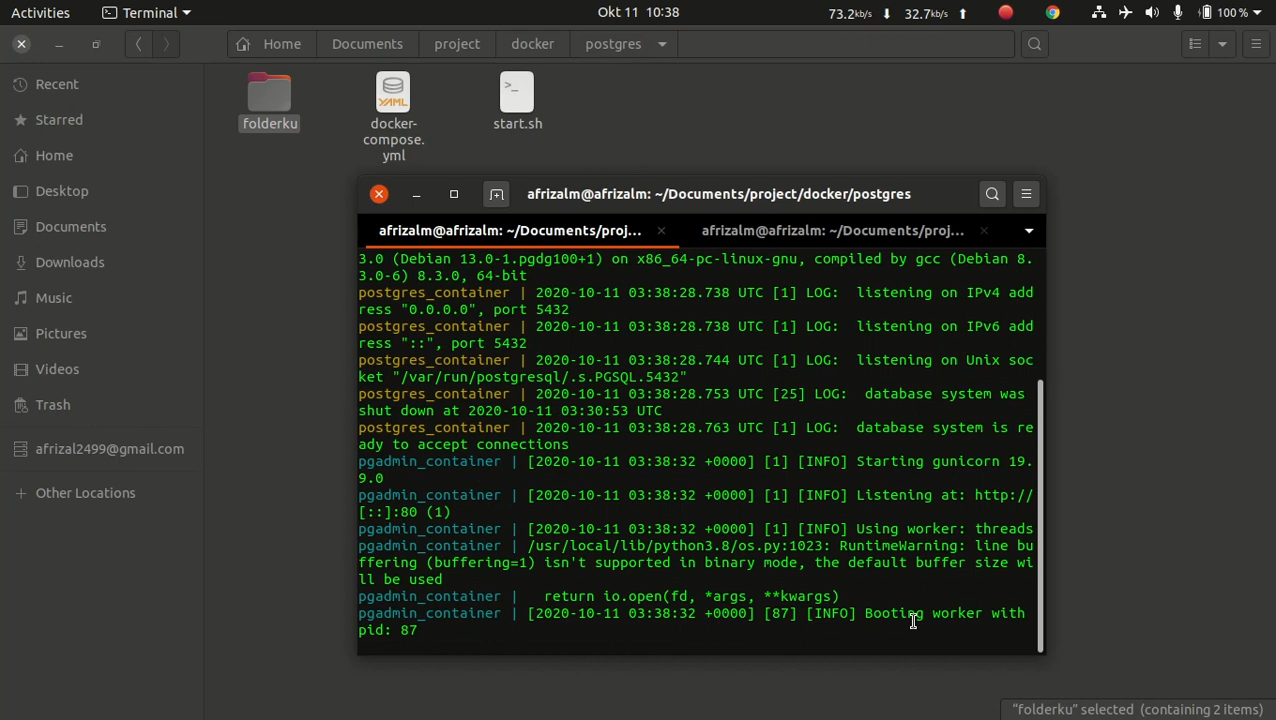 Activities Terminal Okt 11 10:38 73.2kb/s 32.7kb/s 100 %
Home Documents project docker postgres
Recent
Starred
Home
Desktop
Documents
Downloads
Music
Pictures
Videos
Trash
afrizal2499@gmail.com
+ Other Locations
folderku
docker-
compose.
yml
>_
YAML
start.sh
afrizalm@afrizalm: ~/Documents/project/docker/postgres
afrizalm@afrizalm: ~/Documents/proj... afrizalm@afrizalm: ~/Documents/proj...
3.0 (Debian 13.0-1.pgdg100+1) on x86_64-pc-linux-gnu, compiled by gcc (Debian 8.
3.0-6) 8.3.0, 64-bit
postgres_container | 2020-10-11 03:38:28.738 UTC [1] LOG:  listening on IPv4 add
ress "0.0.0.0", port 5432
postgres_container | 2020-10-11 03:38:28.738 UTC [1] LOG:  listening on IPv6 add
ress "::", port 5432
postgres_container | 2020-10-11 03:38:28.744 UTC [1] LOG:  listening on Unix soc
ket "/var/run/postgresql/.s.PGSQL.5432"
postgres_container | 2020-10-11 03:38:28.753 UTC [25] LOG:  database system was
shut down at 2020-10-11 03:30:53 UTC
postgres_container | 2020-10-11 03:38:28.763 UTC [1] LOG:  database system is re
ady to accept connections
pgadmin_container | [2020-10-11 03:38:32 +0000] [1] [INFO] Starting gunicorn 19.
9.0
pgadmin_container | [2020-10-11 03:38:32 +0000] [1] [INFO] Listening at: http://
[::]:80 (1)
pgadmin_container | [2020-10-11 03:38:32 +0000] [1] [INFO] Using worker: threads
pgadmin_container | /usr/local/lib/python3.8/os.py:1023: RuntimeWarning: line bu
ffering (buffering=1) isn't supported in binary mode, the default buffer size wi
ll be used
pgadmin_container |   return io.open(fd, *args, **kwargs)
pgadmin_container | [2020-10-11 03:38:32 +0000] [87] [INFO] Booting worker with
pid: 87
"folderku" selected (containing 2 items)